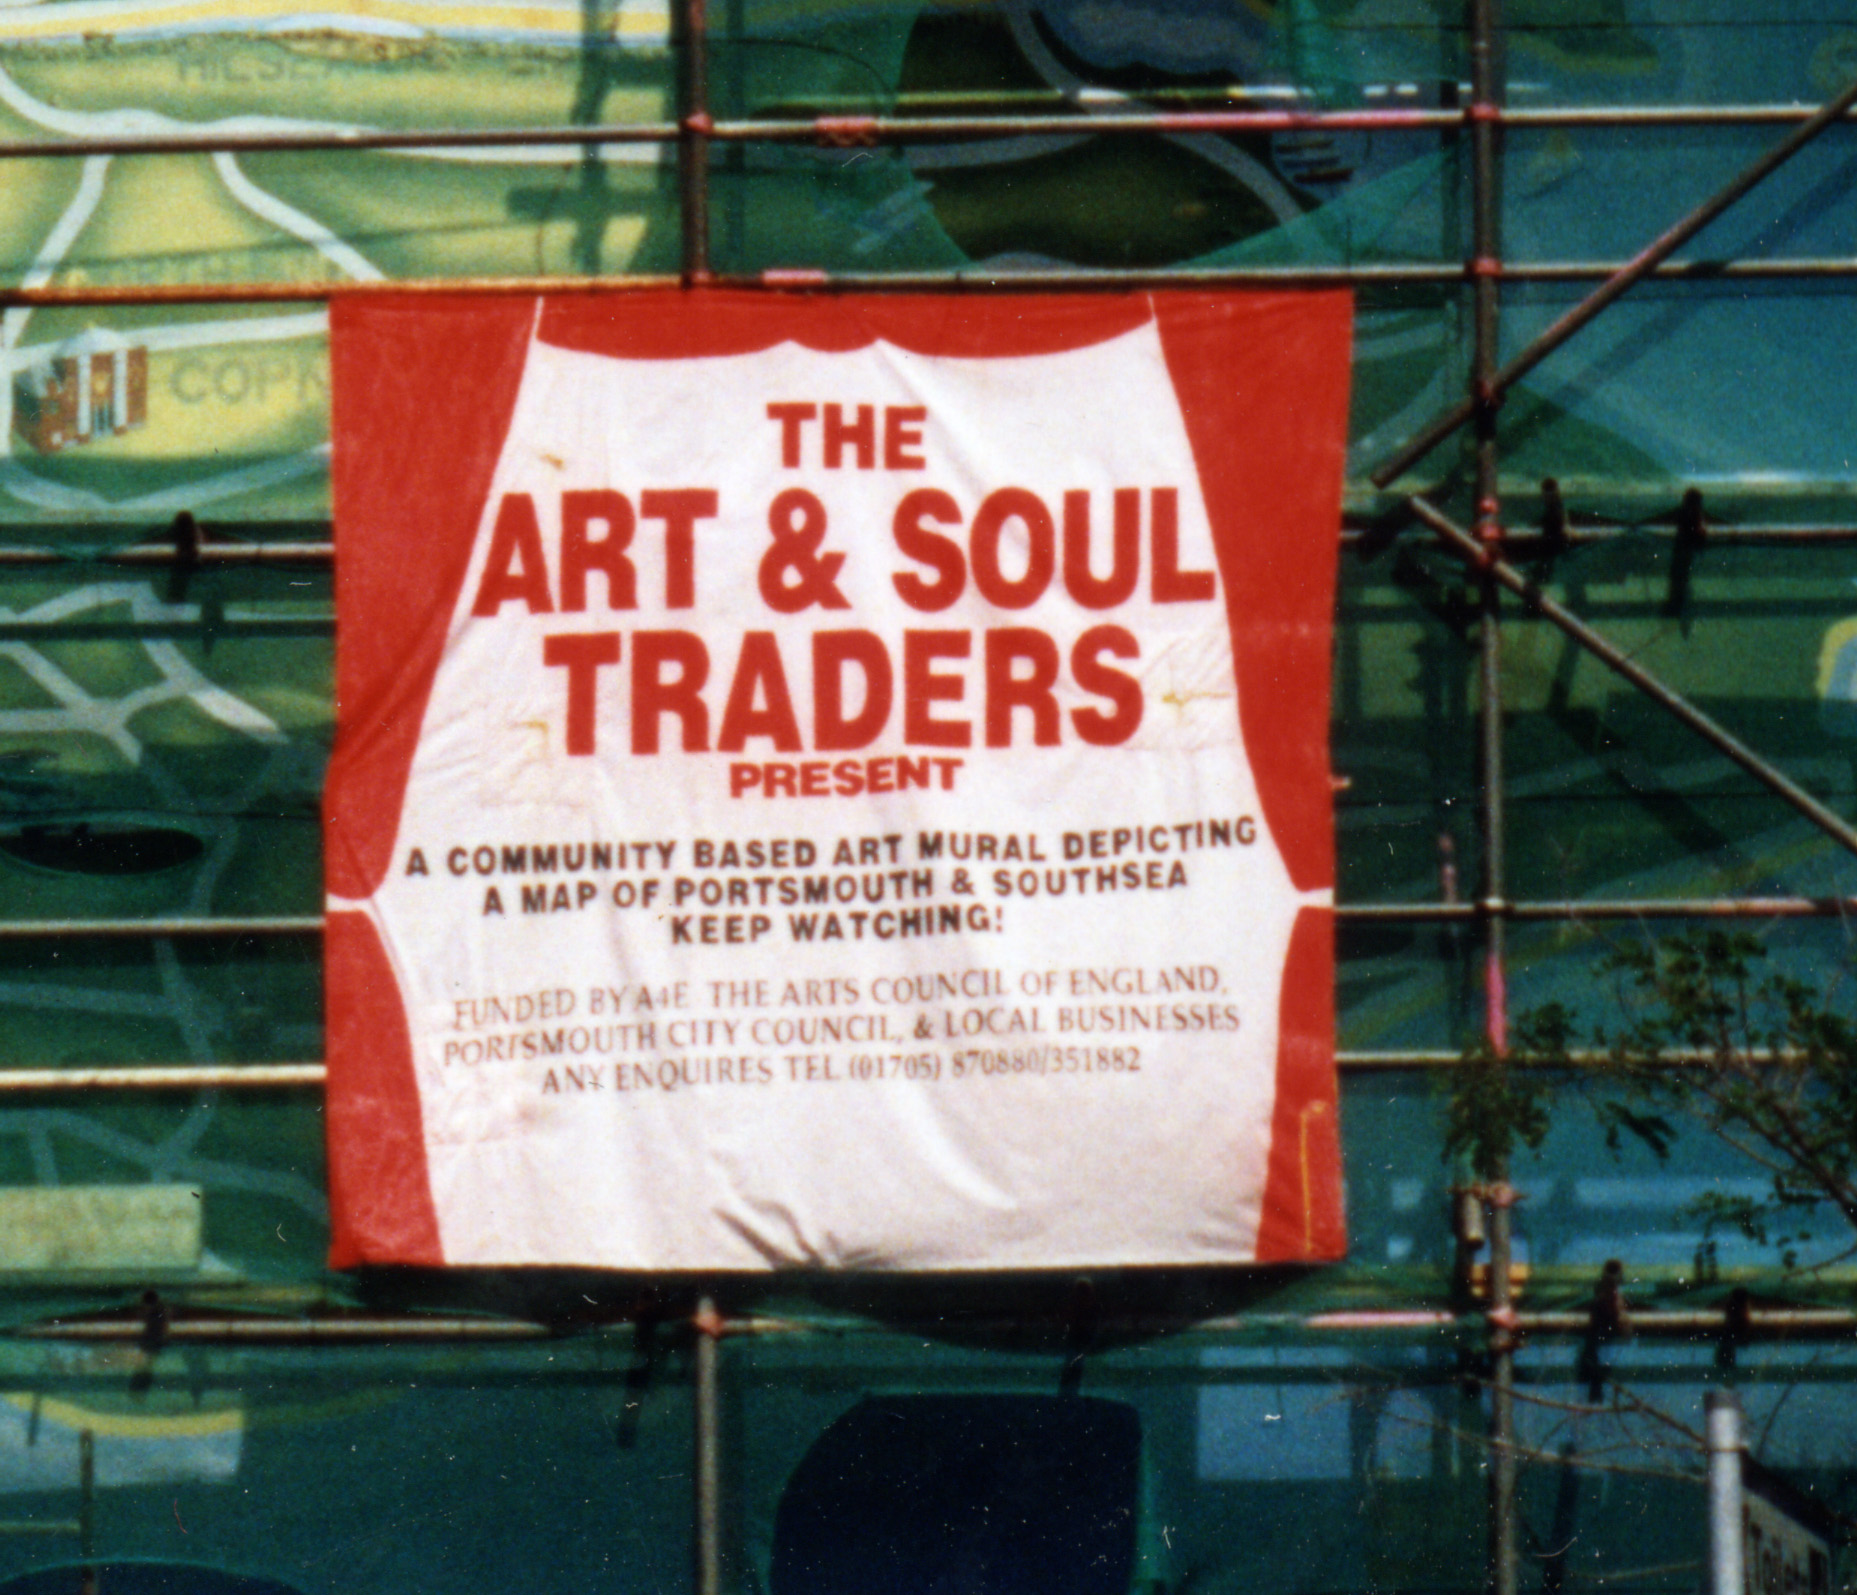 THE
ART & SOUL
TRADERS
PRESENT
A COMMUNITY BASED ART MURAL DEPICTING
A MAP OF PORTSMOUTH & SOUTHSEA
KEEP WATCHING!
FUNDED BY A4E THE ARTS COUNCIL OF ENGLAND,
PORTSMOUTH CITY COUNCIL, & LOCAL BUSINESSES
ANY ENQUIRES TEL (01705) 870880/351882